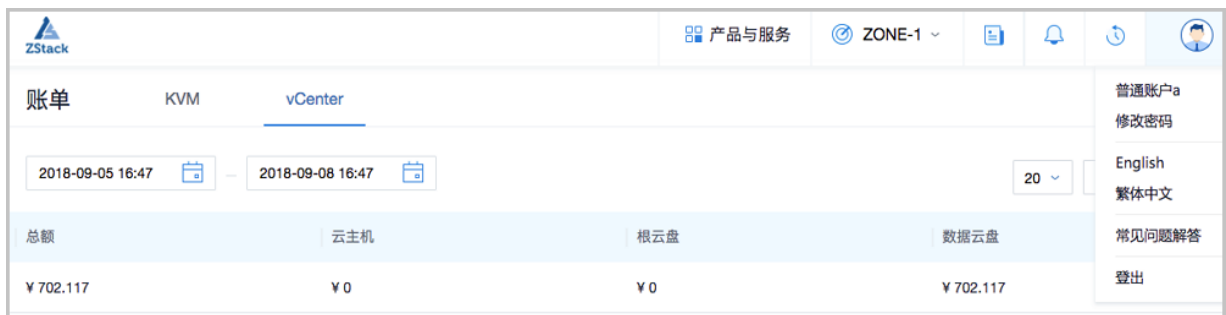 ZStack
产品与服务
ZONE-1
账单
KVM
vCenter
普通账户a
修改密码
English
繁体中文
常见问题解答
登出
2018-09-05 16:47
2018-09-08 16:47
20
总额
云主机
根云盘
数据云盘
¥ 702.117
¥ 0
¥ 0
¥ 702.117